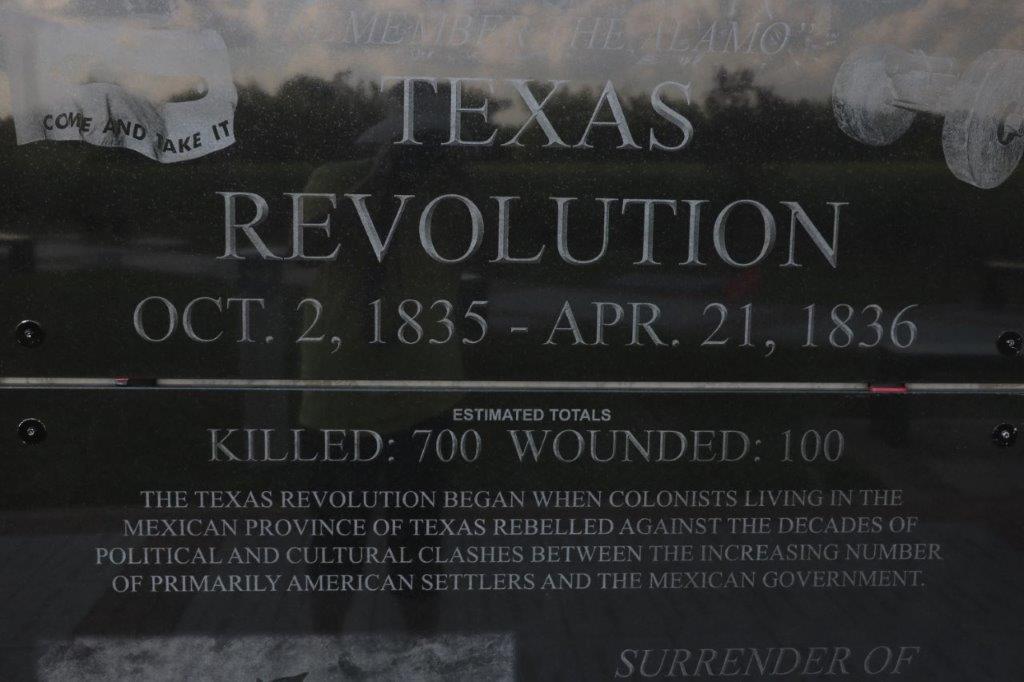 "REMEMBER THE ALAMO"
COME AND TAKE IT
TEXAS
REVOLUTION
OCT. 2, 1835 - APR. 21, 1836
ESTIMATED TOTALS
KILLED: 700 WOUNDED: 100
THE TEXAS REVOLUTION BEGAN WHEN COLONISTS LIVING IN THE
MEXICAN PROVINCE OF TEXAS REBELLED AGAINST THE DECADES OF
POLITICAL AND CULTURAL CLASHES BETWEEN THE INCREASING NUMBER
OF PRIMARILY AMERICAN SETTLERS AND THE MEXICAN GOVERNMENT.
SURRENDER OF